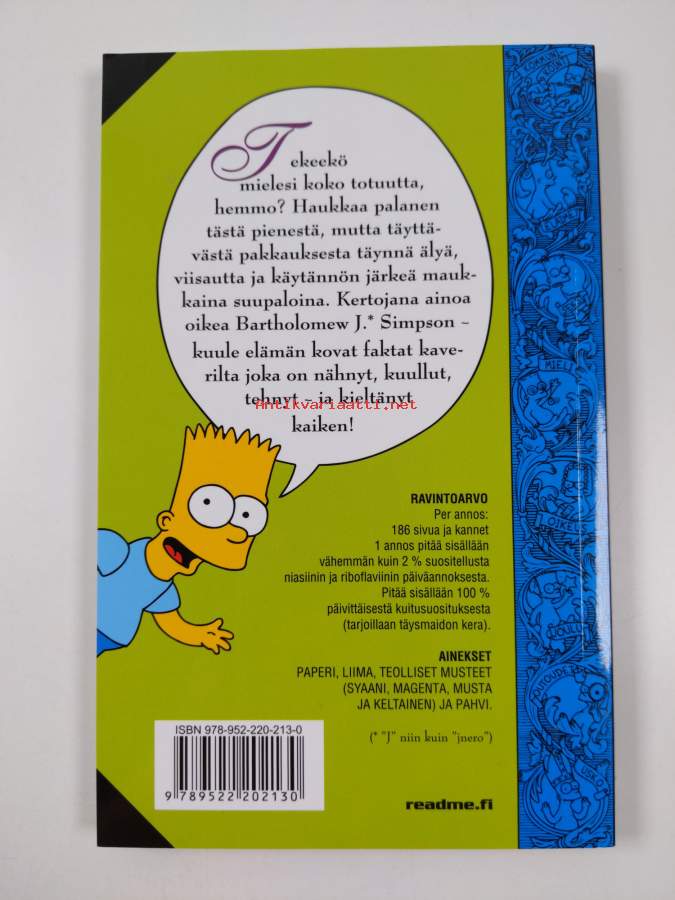 Tekeekö
mielesi koko totuutta,
hemmo? Haukkaa palanen
tästä pienestä, mutta täyttä-
västä pakkauksesta täynnä älyä,
viisautta ja käytännön järkeä mauk-
kaina suupaloina. Kertojana ainoa
oikea Bartholomew J.* Simpson –
kuule elämän kovat faktat kave-
rilta joka on nähnyt, kuullut,
tehnyt – ja kieltänyt
Antikvariaatti.net
kaiken!
RAVINTOARVO
Per annos:
186 sivua ja kannet
1 annos pitää sisällään
vähemmän kuin 2 % suositellusta
niasiinin ja riboflaviinin päiväannoksesta.
Pitää sisällään 100 %
päivittäisestä kuitusuosituksesta
(tarjoillaan täysmaidon kera).
AINEKSET
PAPERI, LIIMA, TEOLLISET MUSTEET
(SYAANI, MAGENTA, MUSTA
JA KELTAINEN) JA PAHVI.
(* "J" niin kuin "jnero")
ISBN 978-952-220-213-0
9 789522 202130
readme.fi
MIELI
JOULU
USKO